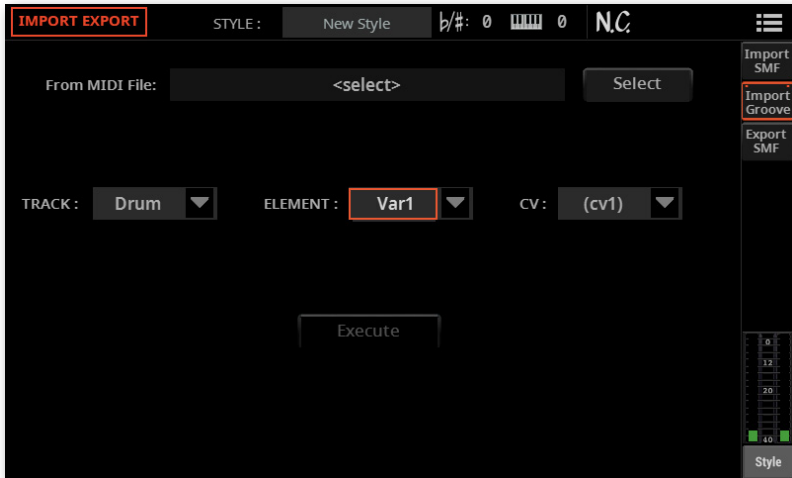 IMPORT EXPORT STYLE : New Style ♭/#: 0 0 N.C.
Import
SMF
From MIDI File: <select> Select
Import
Groove
Export
SMF
TRACK : Drum ELEMENT : Var1 CV : (cv1)
Execute
0
12
20
40
Style